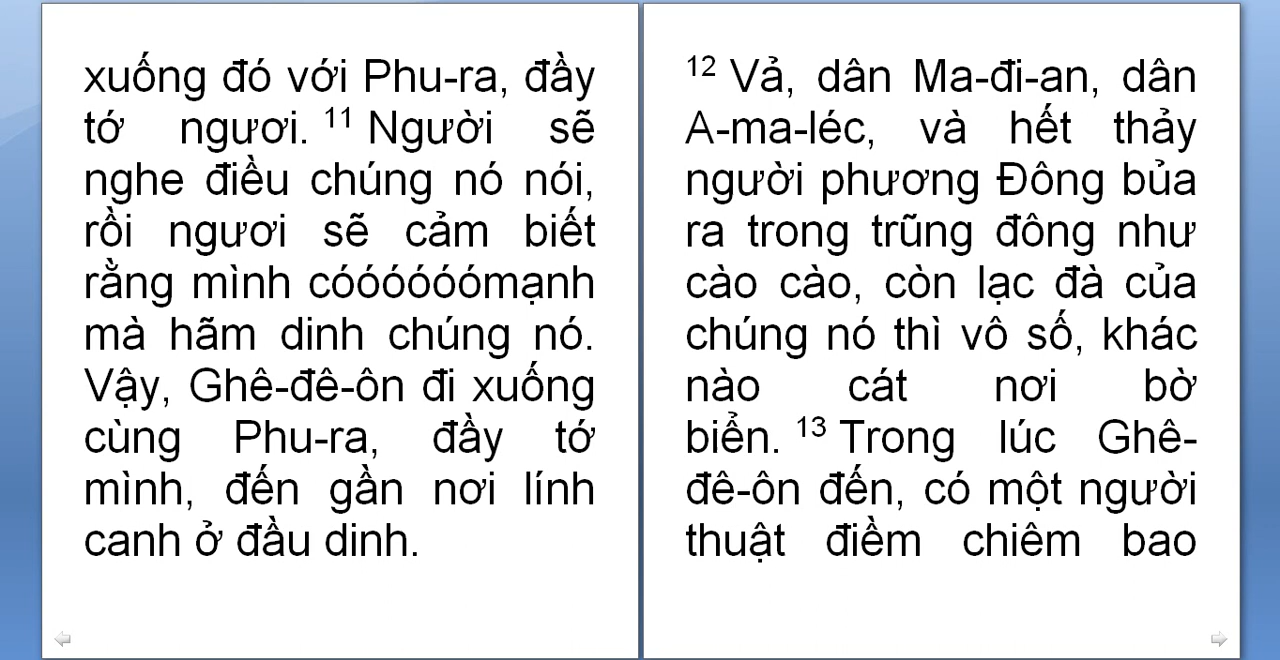 xuống đó với Phu-ra, đầy
tớ ngươi. 11 Người sẽ
nghe điều chúng nó nói,
rồi ngươi sẽ cảm biết
rằng mình cóóóóóómạnh
mà hãm dinh chúng nó.
Vậy, Ghê-đê-ôn đi xuống
cùng Phu-ra, đầy tớ
mình, đến gần nơi lính
canh ở đầu dinh.
12 Vả, dân Ma-đi-an, dân
A-ma-léc, và hết thảy
người phương Đông bủa
ra trong trũng đông như
cào cào, còn lạc đà của
chúng nó thì vô số, khác
nào cát nơi bờ
biển. 13 Trong lúc Ghê-
đê-ôn đến, có một người
thuật điềm chiêm bao